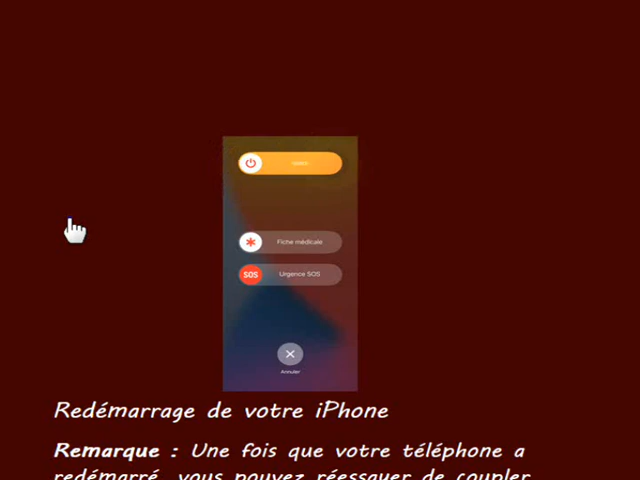 Fiche médicale
SOS Urgence SOS
Annuler
Redémarrage de votre iPhone
Remarque : Une fois que votre téléphone a
redémarré, vous pouvez réessayer de coupler